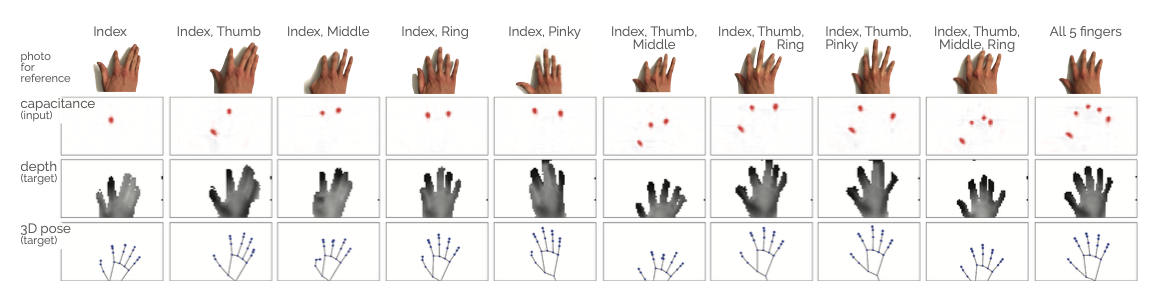 Index
Index, Thumb
Index, Middle
Index, Ring
Index, Pinky
Index, Thumb,
Middle
Index, Thumb,
Ring
Index, Thumb,
Pinky
Index, Thumb,
Middle, Ring
All 5 fingers
photo
for
reference
capacitance
(input)
depth
(target)
3D pose
(target)